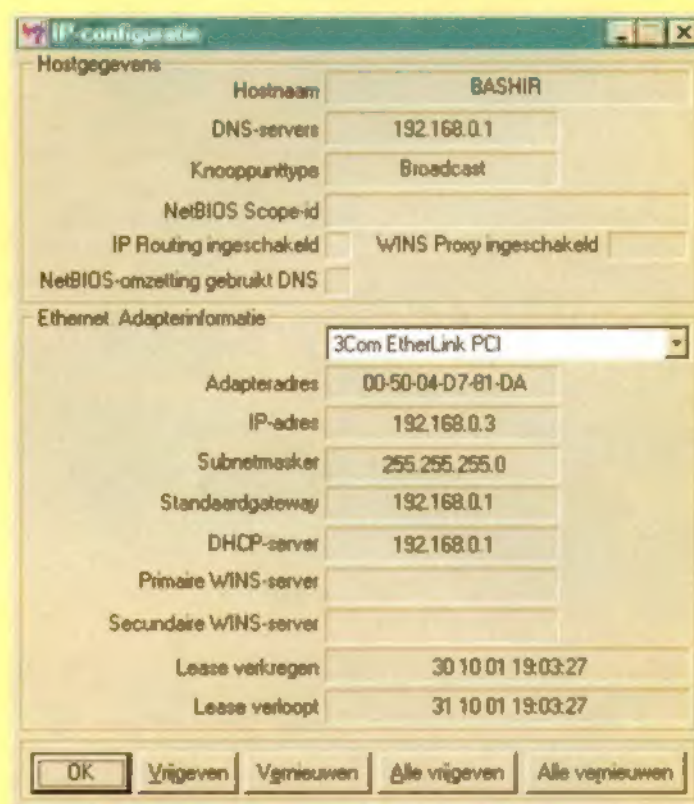 IP-configuratie
Hostgegevens
Hostnaam BASHIR
DNS-servers 192.168.0.1
Knooppunttype Broadcast
NetBIOS Scope-id
IP Routing ingeschakeld WINS Proxy ingeschakeld
NetBIOS-omzetting gebruikt DNS
Ethernet Adapterinformatie
3Com EtherLink PCI
Adapteradres 00-50-04-D7-81-DA
IP-adres 192.168.0.3
Subnetmasker 255.255.255.0
Standaardgateway 192.168.0.1
DHCP-server 192.168.0.1
Primaire WINS-server
Secundaire WINS-server
Lease verkregen 30 10 01 19:03:27
Lease verloopt 31 10 01 19:03:27
OK Vrijgeven Vernieuwen Alle vrijgeven Alle vernieuwen